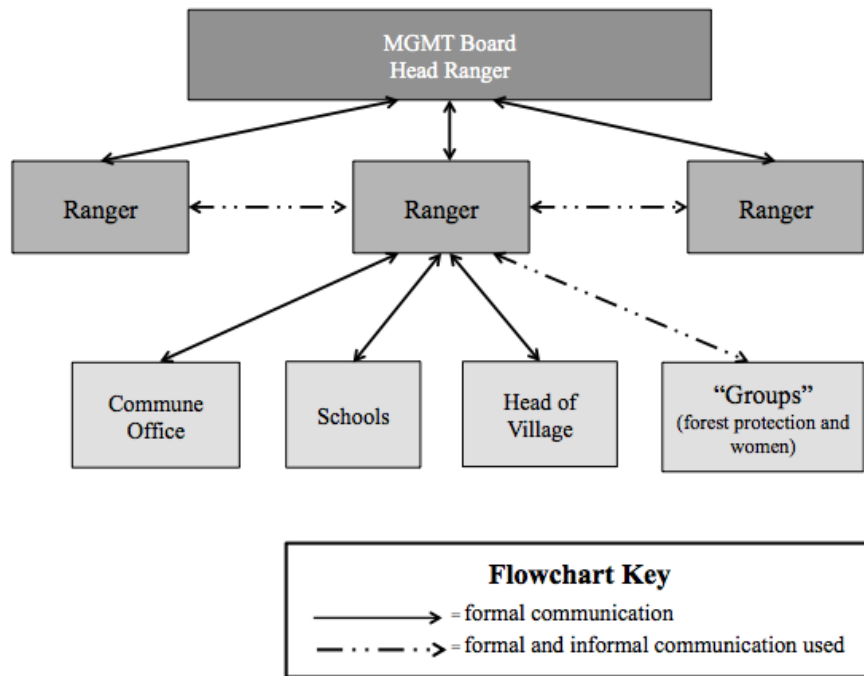 MGMT Board
Head Ranger
Ranger
Ranger
Ranger
Commune
Office
Schools
Head of
Village
“Groups”
(forest protection and
women)
Flowchart Key
= formal communication
= formal and informal communication used